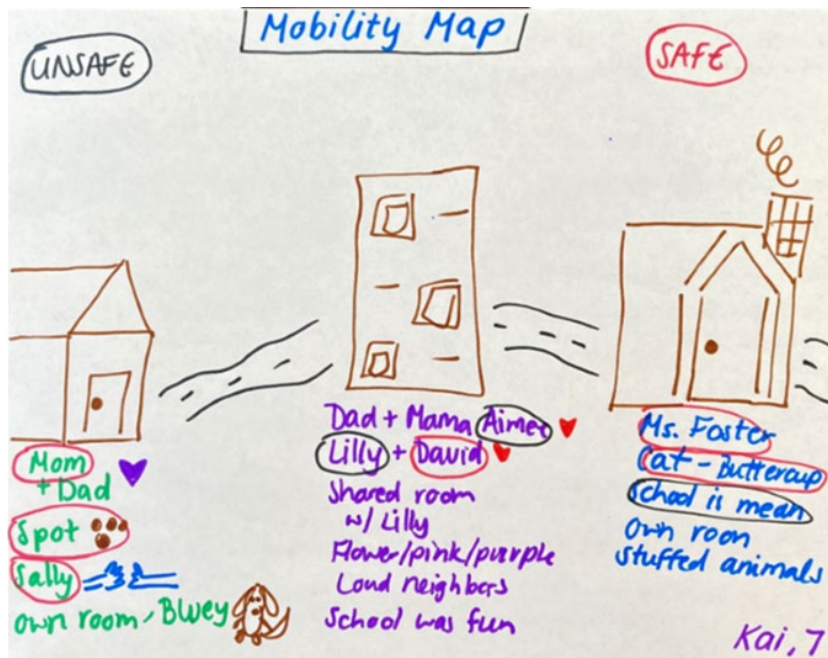 Mobility Map
UNSAFE
SAFE
Mom
+ Dad
Spot
Sally
own room - Bluey
Dad + Mama Aimee
Lilly + David
Shared room
w/ Lilly
Flower/pink/purple
Loud neighbors
School was fun
Ms. Foster
Cat - Buttercup
School is mean
own room
stuffed animals
Kai, 7